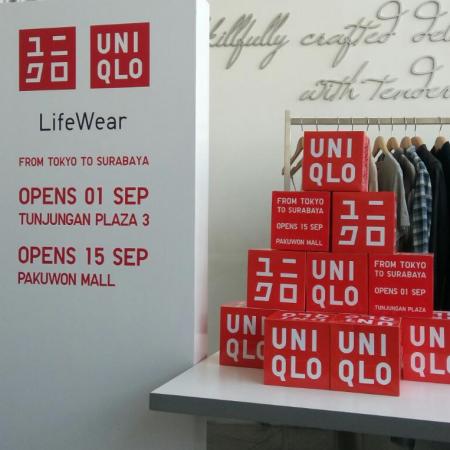 ユニ
クロ
UNI
QLO
LifeWear
FROM TOKYO TO SURABAYA
OPENS 01 SEP
TUNJUNGAN PLAZA 3
OPENS 15 SEP
PAKUWON MALL
skillfully crafted
with
UNI
QLO
FROM TOKYO
TO SURABAYA
OPENS 15 SEP
PAKUWON MALL
ユニ
クロ
ユニ
クロ
UNI
QLO
FROM TOKYO
TO SURABAYA
OPENS 01 SEP
TUNJUNGAN PLAZA
UNI
QLO
UNI
QLO
UNI
QLO
UNI
QLO